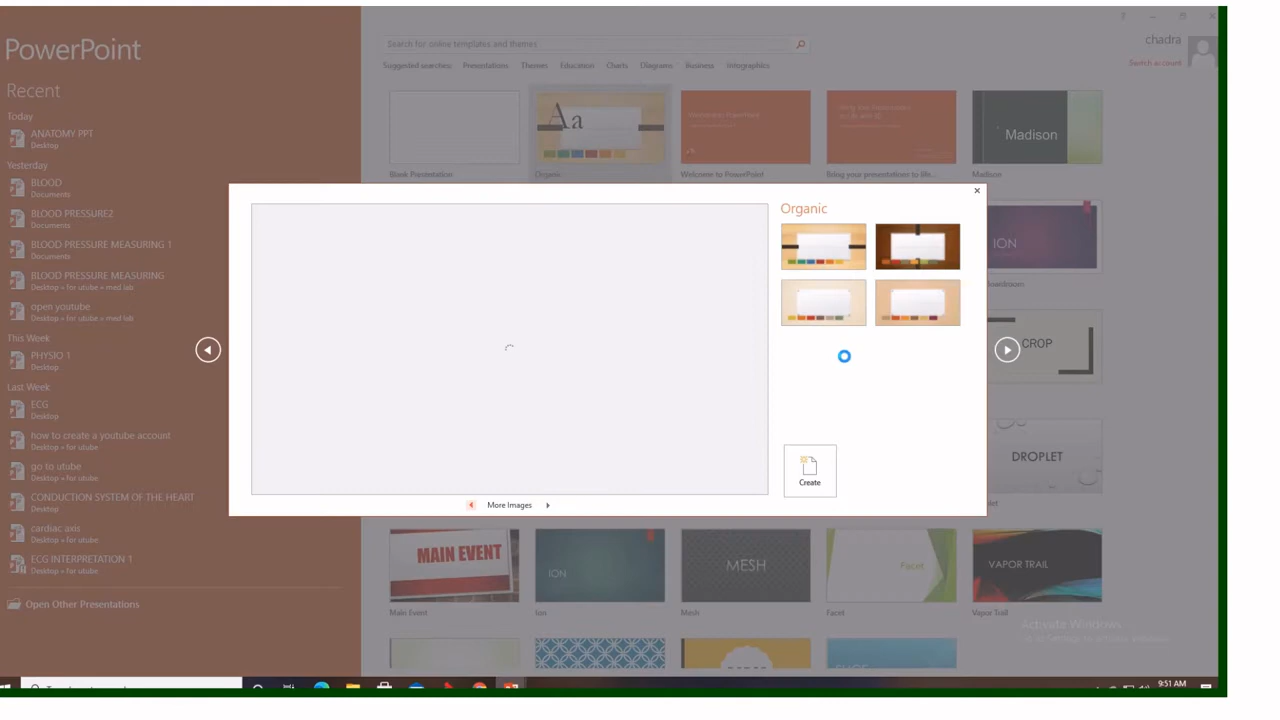 PowerPoint
Recent
Today
ANATOMY PPT
Desktop
Yesterday
BLOOD
Documents
BLOOD PRESSURE2
Documents
BLOOD PRESSURE MEASURING 1
Documents
BLOOD PRESSURE MEASURING
Desktop » for utube » med lab
open youtube
Desktop » for utube » med lab
This Week
PHYSIO 1
Desktop
Last Week
ECG
Desktop
how to create a youtube account
Desktop » for utube
go to utube
Desktop » for utube
CONDUCTION SYSTEM OF THE HEART
Desktop
cardiac axis
Desktop » for utube
ECG INTERPRETATION 1
Desktop » for utube
Open Other Presentations
Search for online templates and themes
Suggested searches: Presentations Themes Education Charts Diagrams Business Infographics
chadra
Switch account
Aa
Madison
Blank Presentation Organic Welcome to PowerPoint Bring your presentations to life... Madison
Organic
ION
CROP
DROPLET
Create
More Images
MAIN EVENT
ION
MESH
Facet
VAPOR TRAIL
Main Event Ion Mesh Facet Vapor Trail
Activate Windows
9:51 AM